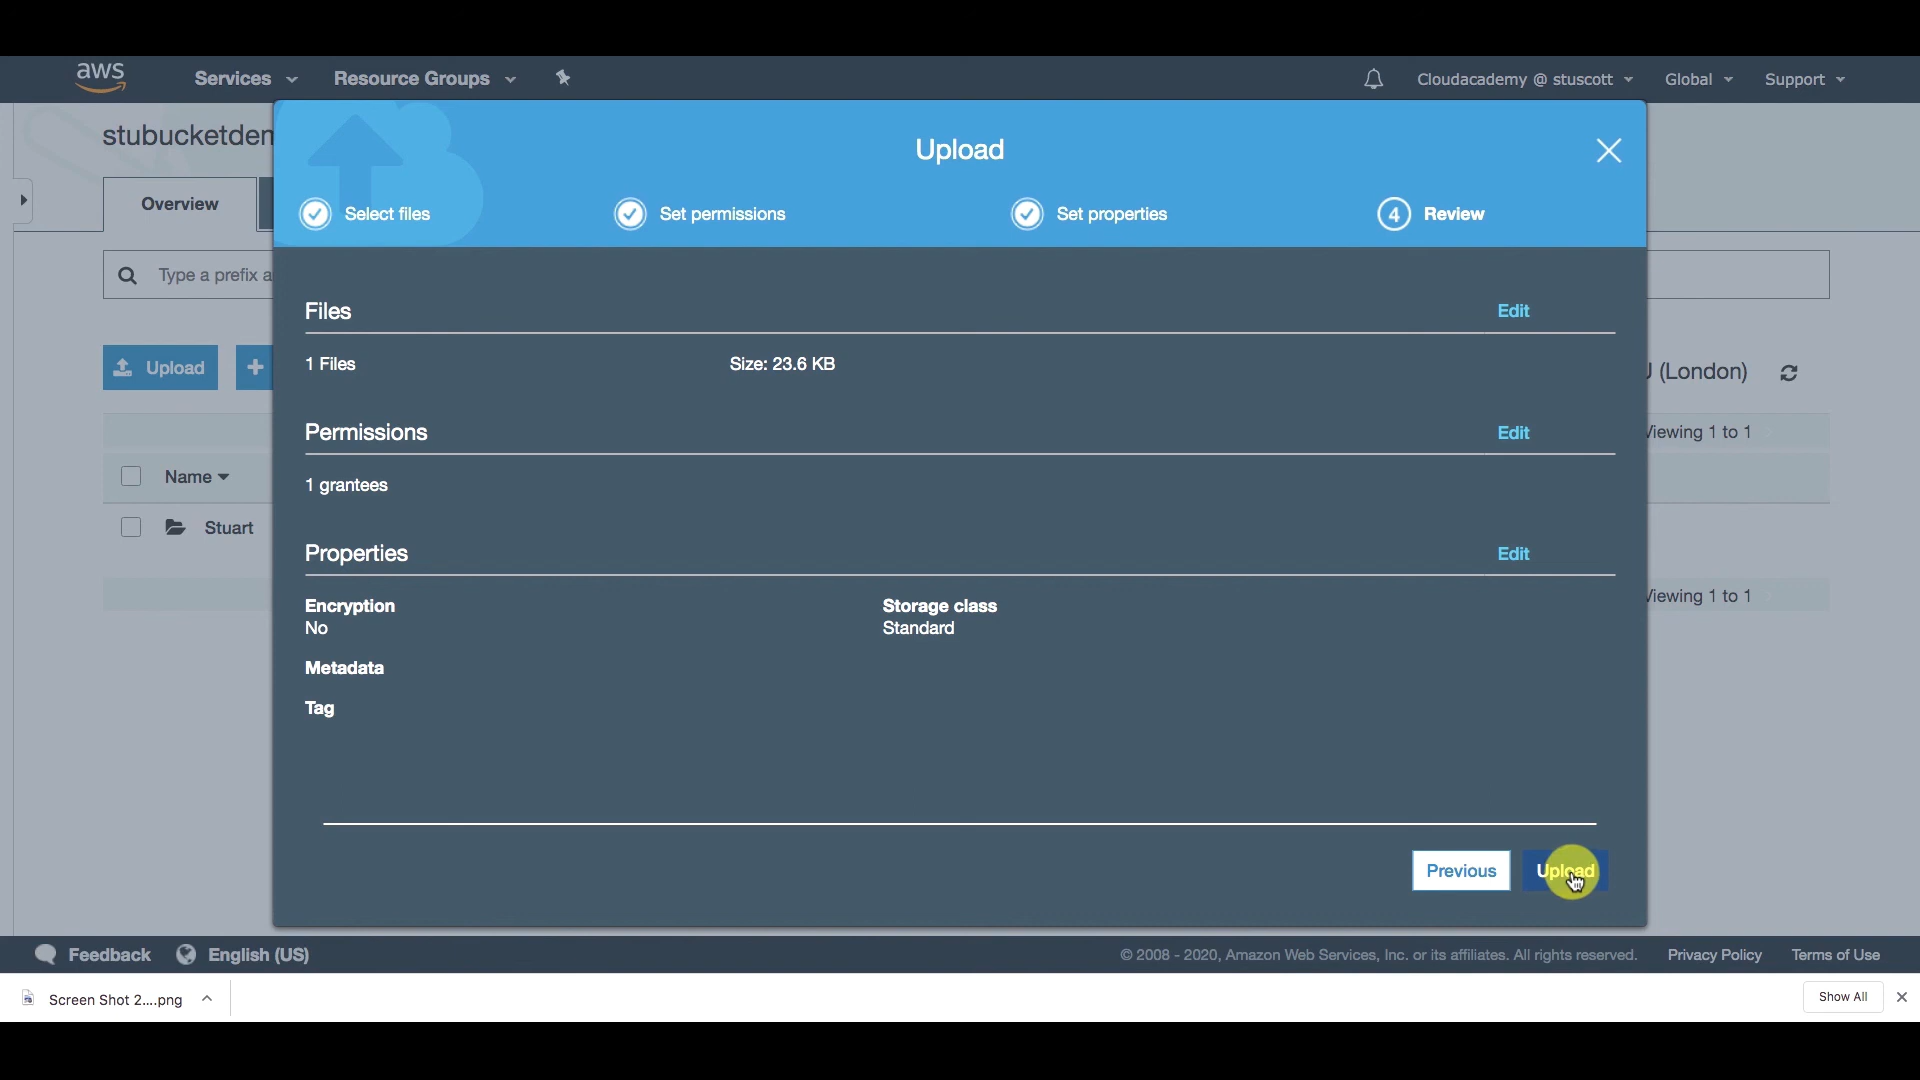 aws
Services
Resource Groups
Cloudacademy @ stuscott
Global
Support
stubucketdem
Upload
Overview
Select files
Set permissions
Set properties
4 Review
Type a prefix a
Files
Edit
1 Files
Size: 23.6 KB
Upload
(London)
Permissions
Edit
Viewing 1 to 1
Name
1 grantees
Stuart
Properties
Edit
Encryption
No
Storage class
Standard
Viewing 1 to 1
Metadata
Tag
Previous
Upload
Feedback
English (US)
© 2008 - 2020, Amazon Web Services, Inc. or its affiliates. All rights reserved.
Privacy Policy
Terms of Use
Screen Shot 2....png
Show All